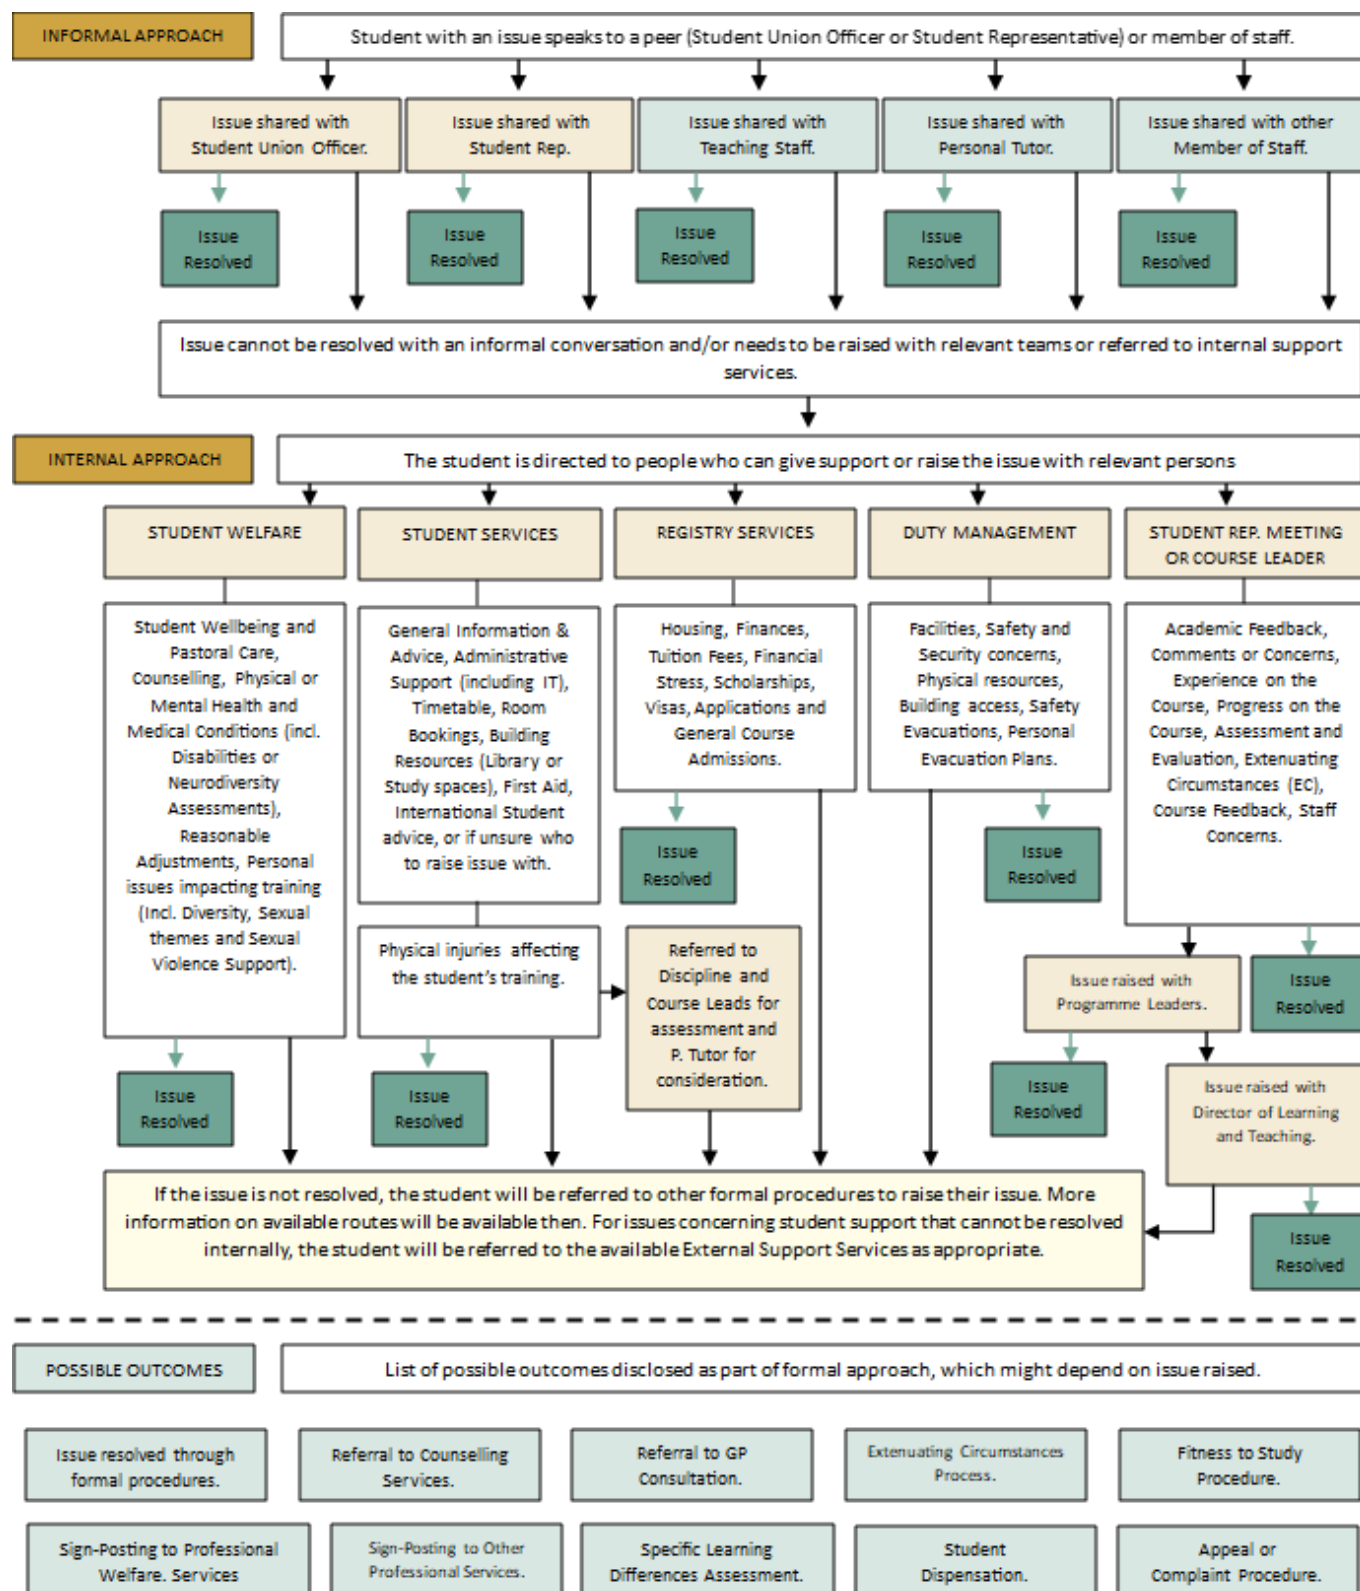 INFORMAL APPROACH
Student with an issue speaks to a peer (Student Union Officer or Student Representative) or member of staff.
Issue shared with
Student Union Officer.
Issue shared with
Student Rep.
Issue shared with
Teaching Staff.
Issue shared with
Personal Tutor.
Issue shared with other
Member of Staff.
Issue
Resolved
Issue
Resolved
Issue
Resolved
Issue
Resolved
Issue
Resolved
Issue cannot be resolved with an informal conversation and/or needs to be raised with relevant teams or referred to internal support
services.
INTERNAL APPROACH
The student is directed to people who can give support or raise the issue with relevant persons
STUDENT WELFARE
Student Wellbeing and
Pastoral Care,
Counselling, Physical or
Mental Health and
Medical Conditions (incl.
Disabilities or
Neurodiversity
Assessments),
Reasonable
Adjustments, Personal
issues impacting training
(Incl. Diversity, Sexual
themes and Sexual
Violence Support).
Issue
Resolved
STUDENT SERVICES
General Information &
Advice, Administrative
Support (including IT),
Timetable, Room
Bookings, Building
Resources (Library or
Study spaces), First Aid,
International Student
advice, or if unsure who
to raise issue with.
Physical injuries affecting
the student's training.
Issue
Resolved
REGISTRY SERVICES
Housing, Finances,
Tuition Fees, Financial
Stress, Scholarships,
Visas, Applications and
General Course
Admissions.
Issue
Resolved
Referred to
Discipline and
Course Leads for
assessment and
P. Tutor for
consideration.
DUTY MANAGEMENT
Facilities, Safety and
Security concerns,
Physical resources,
Building access, Safety
Evacuations, Personal
Evacuation Plans.
Issue
Resolved
STUDENT REP. MEETING
OR COURSE LEADER
Academic Feedback,
Comments or Concerns,
Experience on the
Course, Progress on the
Course, Assessment and
Evaluation, Extenuating
Circumstances (EC),
Course Feedback, Staff
Concerns.
Issue raised with
Programme Leaders.
Issue
Resolved
Issue
Resolved
Issue raised with
Director of Learning
and Teaching.
Issue
Resolved
If the issue is not resolved, the student will be referred to other formal procedures to raise their issue. More
information on available routes will be available then. For issues concerning student support that cannot be resolved
internally, the student will be referred to the available External Support Services as appropriate.
POSSIBLE OUTCOMES
List of possible outcomes disclosed as part of formal approach, which might depend on issue raised.
Issue resolved through
formal procedures.
Referral to Counselling
Services.
Referral to GP
Consultation.
Extenuating Circumstances
Process.
Fitness to Study
Procedure.
Sign-Posting to Professional
Welfare. Services
Sign-Posting to Other
Professional Services.
Specific Learning
Differences Assessment.
Student
Dispensation.
Appeal or
Complaint Procedure.